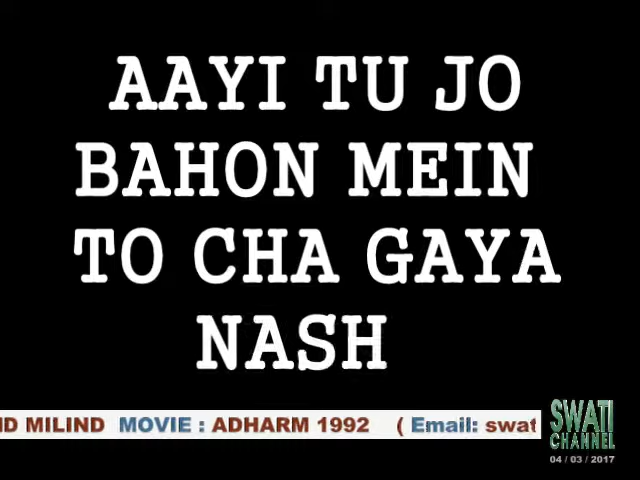 AAYI TU JO
BAHON MEIN
TO CHA GAYA
NASH
ND MILIND MOVIE : ADHARM 1992 ( Email: swat
SWATI
CHANNEL
04 / 03 / 2017